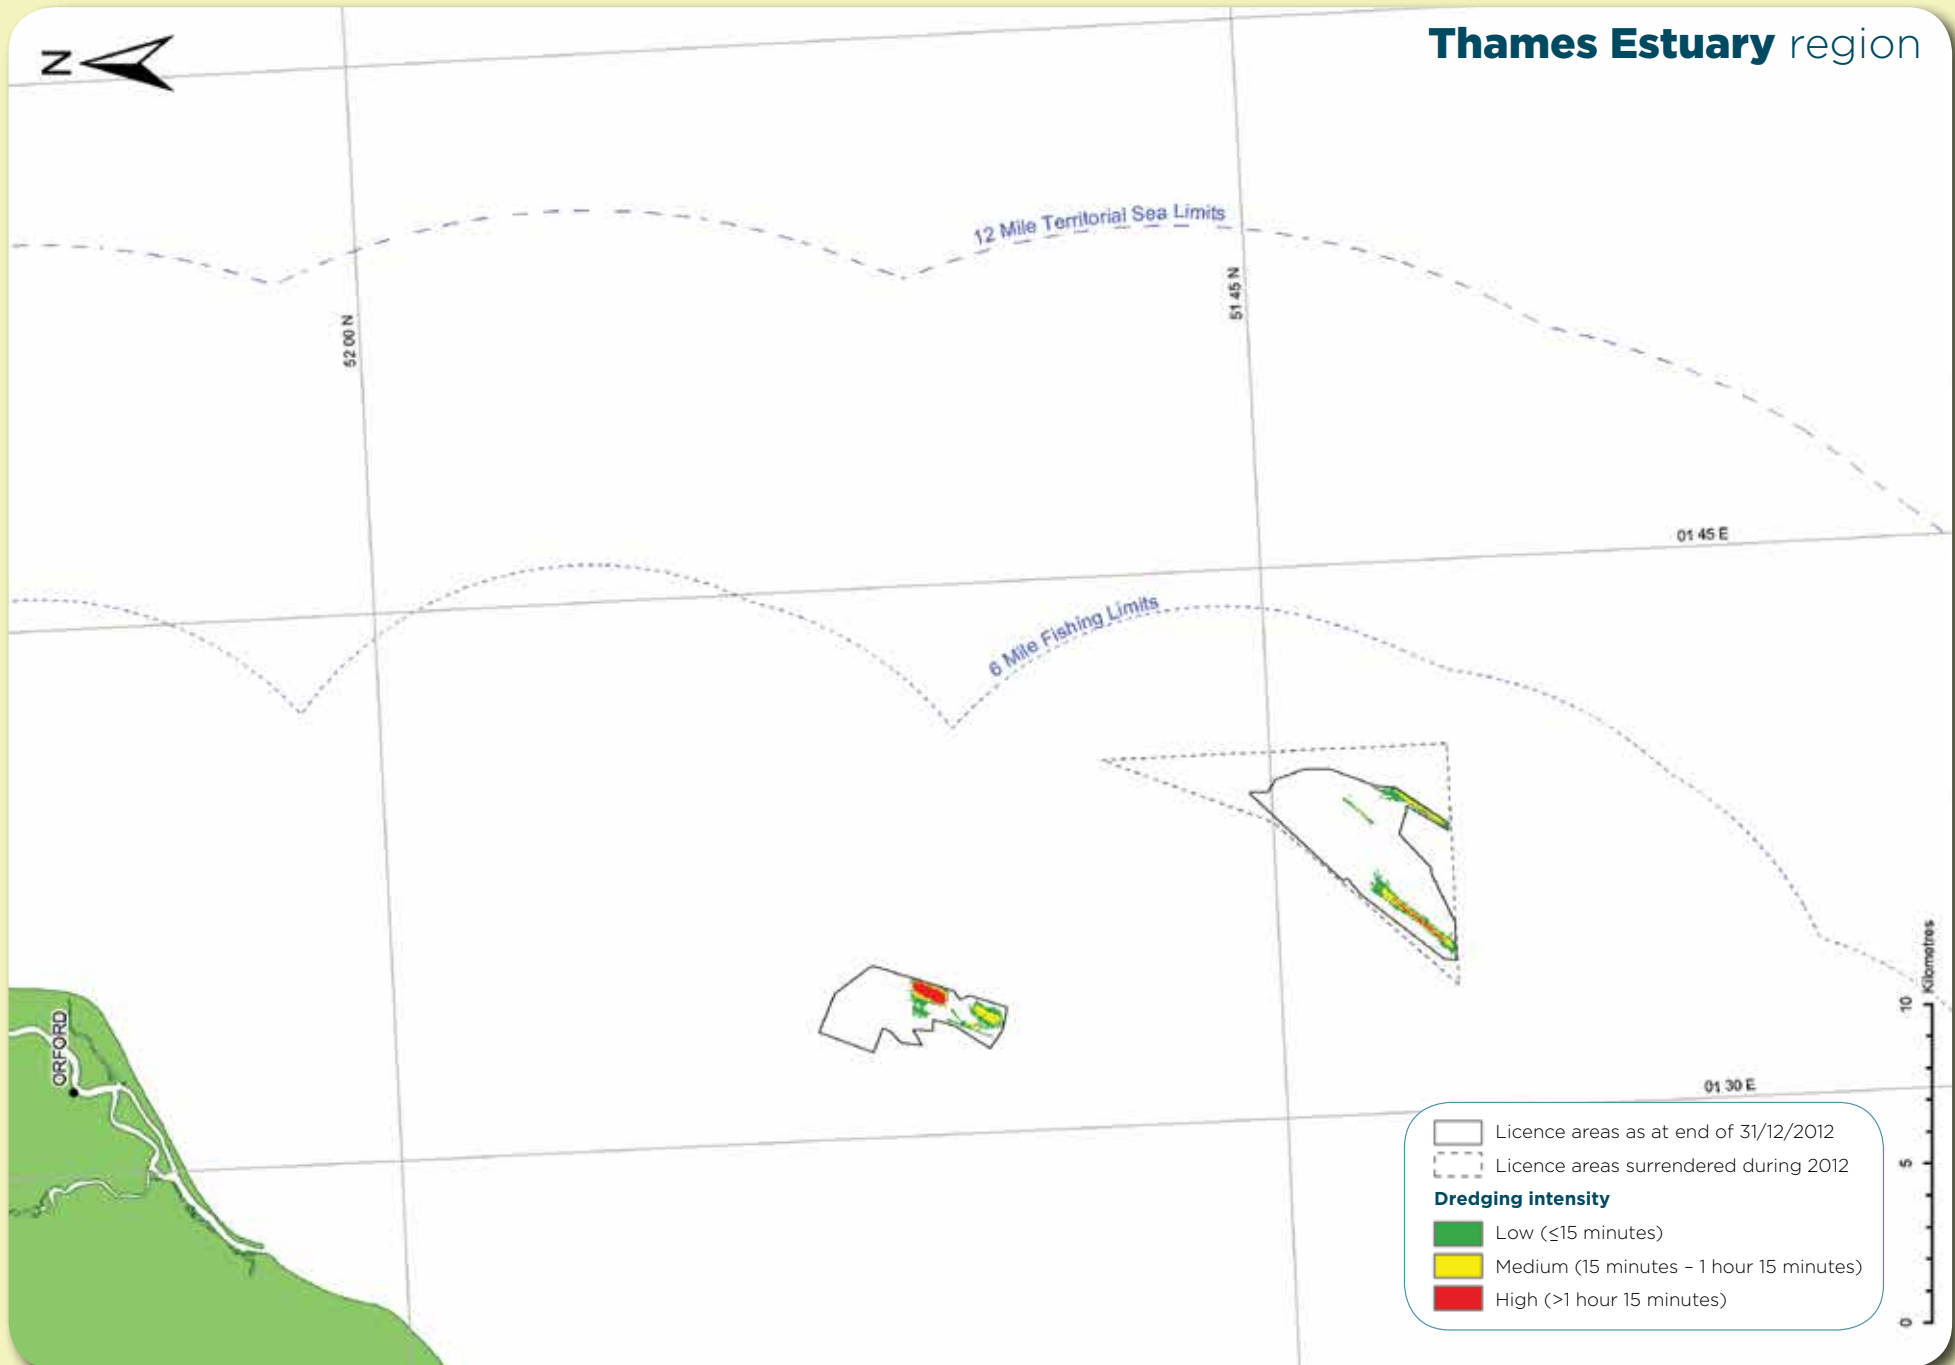 Thames Estuary region
N
12 Mile Territorial Sea Limits
52 00 N
51 45 N
01 45 E
6 Mile Fishing Limits
ORFORD
01 30 E
Licence areas as at end of 31/12/2012
Licence areas surrendered during 2012
Dredging intensity
Low (≤15 minutes)
Medium (15 minutes – 1 hour 15 minutes)
High (>1 hour 15 minutes)
0 5 10 Kilometres